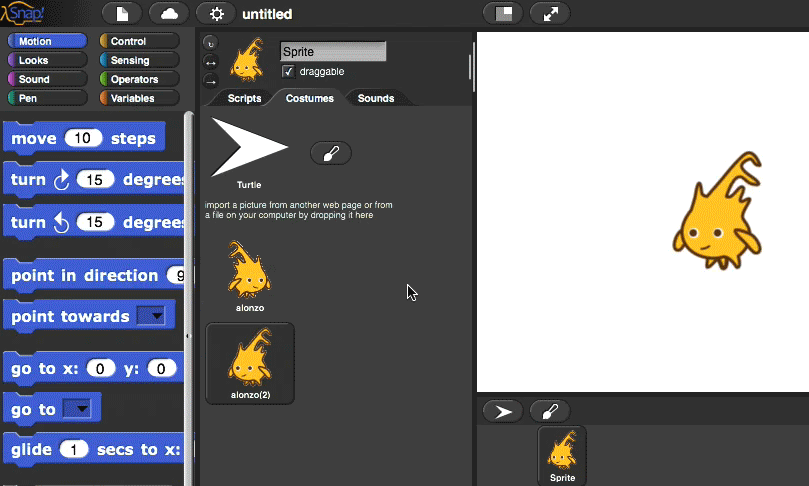 Snap!
untitled
Motion
Control
Looks
Sensing
Sound
Operators
Pen
Variables
move 10 steps
turn 15 degrees
turn 15 degrees
point in direction 9
point towards
go to x: 0 y: 0
go to
glide 1 secs to x:
Sprite
draggable
Scripts
Costumes
Sounds
Turtle
import a picture from another web page or from
a file on your computer by dropping it here
alonzo
alonzo(2)
Sprite